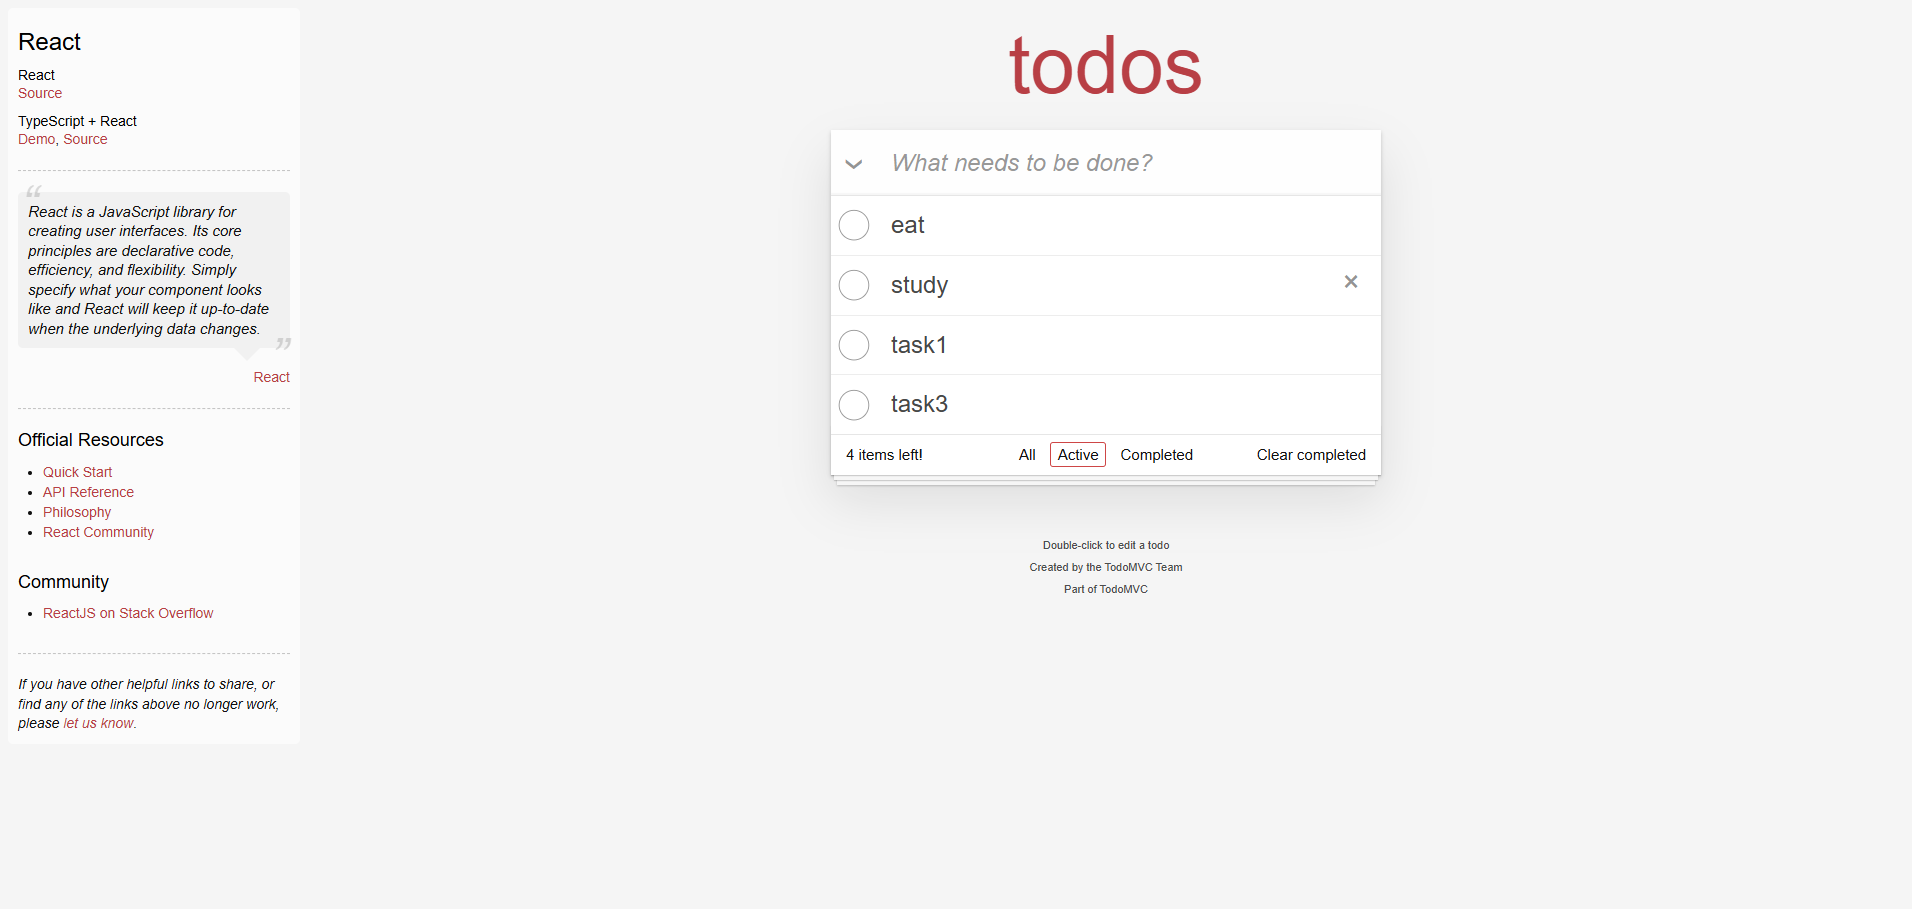 React
React
Source
TypeScript + React
Demo, Source
“
React is a JavaScript library for
creating user interfaces. Its core
principles are declarative code,
efficiency, and flexibility. Simply
specify what your component looks
like and React will keep it up-to-date
when the underlying data changes.
”
React
Official Resources
• Quick Start
• API Reference
• Philosophy
• React Community
Community
• ReactJS on Stack Overflow
If you have other helpful links to share, or
find any of the links above no longer work,
please let us know.
todos
What needs to be done?
eat
study ×
task1
task3
4 items left! All Active Completed Clear completed
Double-click to edit a todo
Created by the TodoMVC Team
Part of TodoMVC